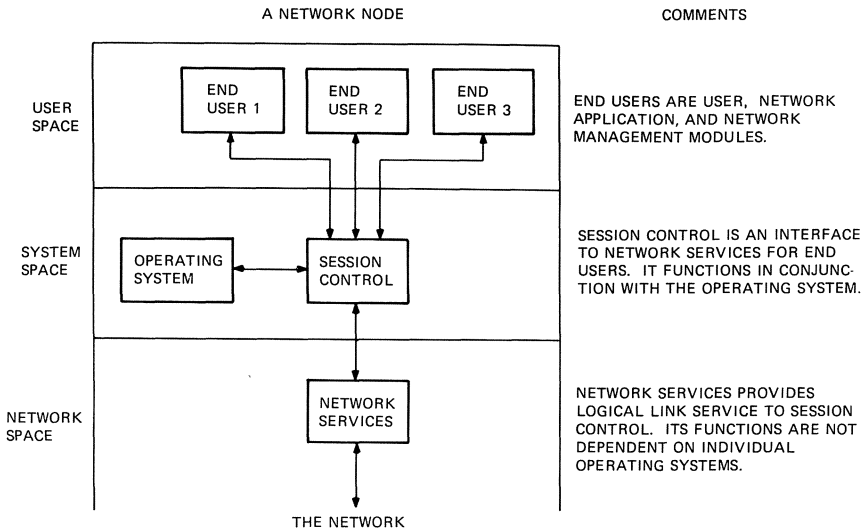 A NETWORK NODE
COMMENTS
USER
SPACE
END
USER 1
END
USER 2
END
USER 3
END USERS ARE USER, NETWORK
APPLICATION, AND NETWORK
MANAGEMENT MODULES.
SYSTEM
SPACE
OPERATING
SYSTEM
SESSION
CONTROL
SESSION CONTROL IS AN INTERFACE
TO NETWORK SERVICES FOR END
USERS. IT FUNCTIONS IN CONJUNC-
TION WITH THE OPERATING SYSTEM.
NETWORK
SPACE
NETWORK
SERVICES
NETWORK SERVICES PROVIDES
LOGICAL LINK SERVICE TO SESSION
CONTROL. ITS FUNCTIONS ARE NOT
DEPENDENT ON INDIVIDUAL
OPERATING SYSTEMS.
THE NETWORK